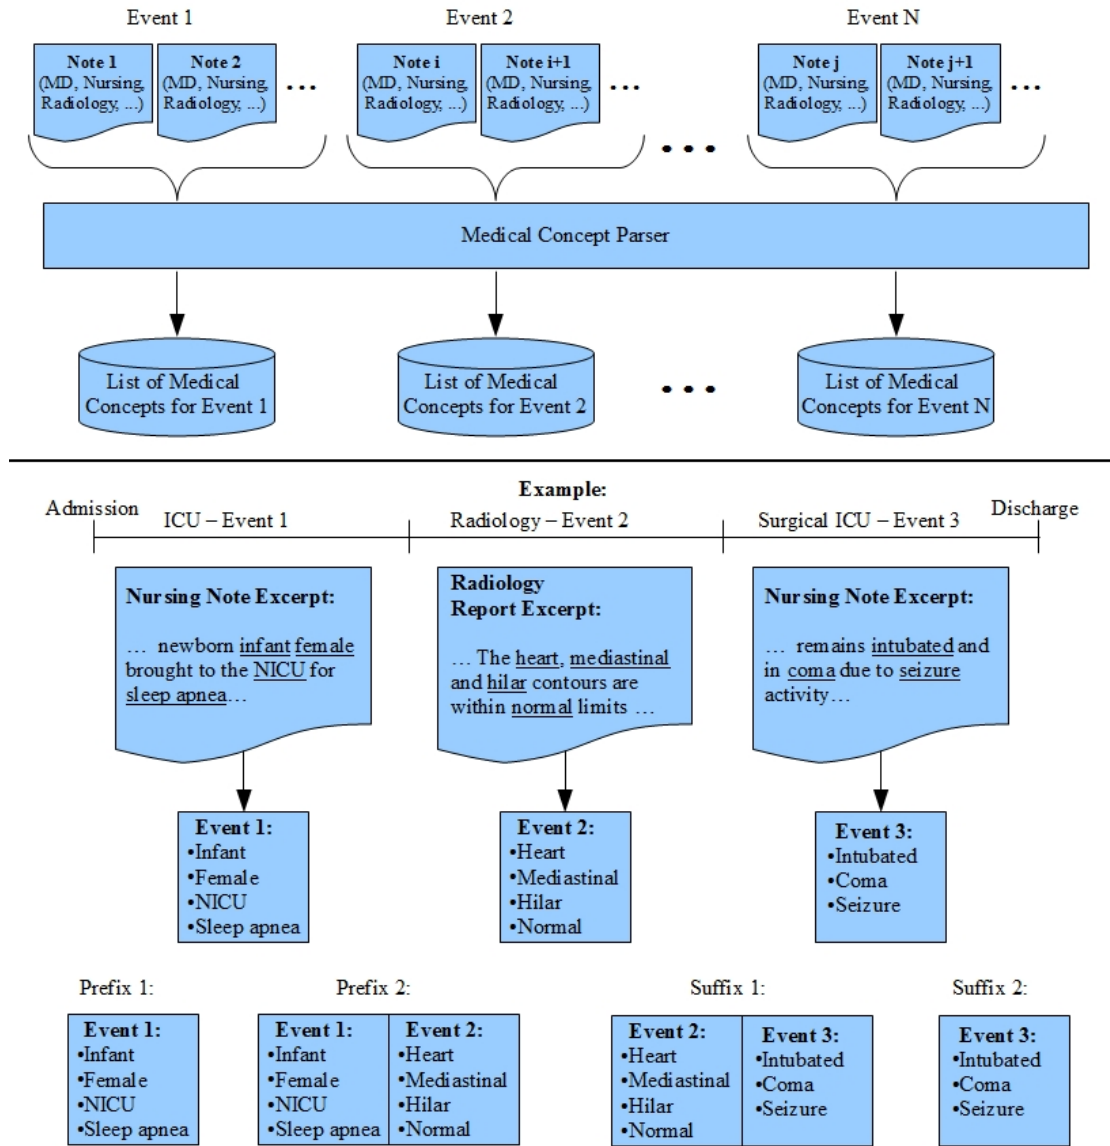 Event 1
Event 2
Event N
Note 1
(MD, Nursing,
Radiology, ...)
Note 2
(MD, Nursing,
Radiology, ...)
...
Note i
(MD, Nursing,
Radiology, ...)
Note i+1
(MD, Nursing,
Radiology, ...)
...
...
Note j
(MD, Nursing,
Radiology, ...)
Note j+1
(MD, Nursing,
Radiology, ...)
...
Medical Concept Parser
List of Medical
Concepts for Event 1
List of Medical
Concepts for Event 2
...
List of Medical
Concepts for Event N
Example:
Admission
ICU – Event 1
Radiology – Event 2
Surgical ICU – Event 3
Discharge
Nursing Note Excerpt:
… newborn infant female
brought to the NICU for
sleep apnea…
Radiology
Report Excerpt:
… The heart, mediastinal
and hilar contours are
within normal limits …
Nursing Note Excerpt:
… remains intubated and
in coma due to seizure
activity…
Event 1:
•Infant
•Female
•NICU
•Sleep apnea
Event 2:
•Heart
•Mediastinal
•Hilar
•Normal
Event 3:
•Intubated
•Coma
•Seizure
Prefix 1:
Event 1:
•Infant
•Female
•NICU
•Sleep apnea
Prefix 2:
Event 1:
•Infant
•Female
•NICU
•Sleep apnea
Event 2:
•Heart
•Mediastinal
•Hilar
•Normal
Suffix 1:
Event 2:
•Heart
•Mediastinal
•Hilar
•Normal
Event 3:
•Intubated
•Coma
•Seizure
Suffix 2:
Event 3:
•Intubated
•Coma
•Seizure